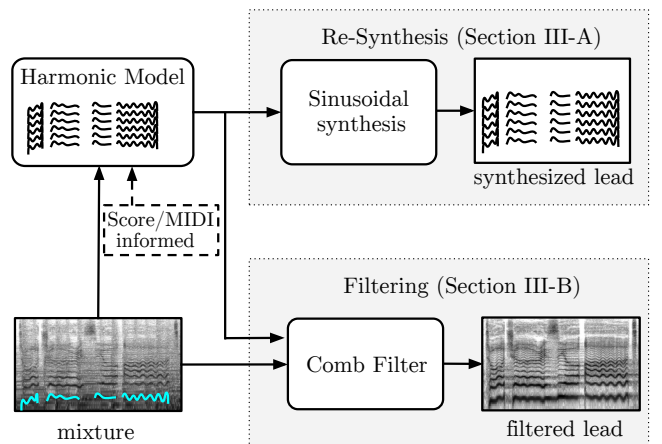 Re-Synthesis (Section III-A)
Harmonic Model
Sinusoidal
synthesis
synthesized lead
Score/MIDI
informed
Filtering (Section III-B)
Comb Filter
mixture
filtered lead